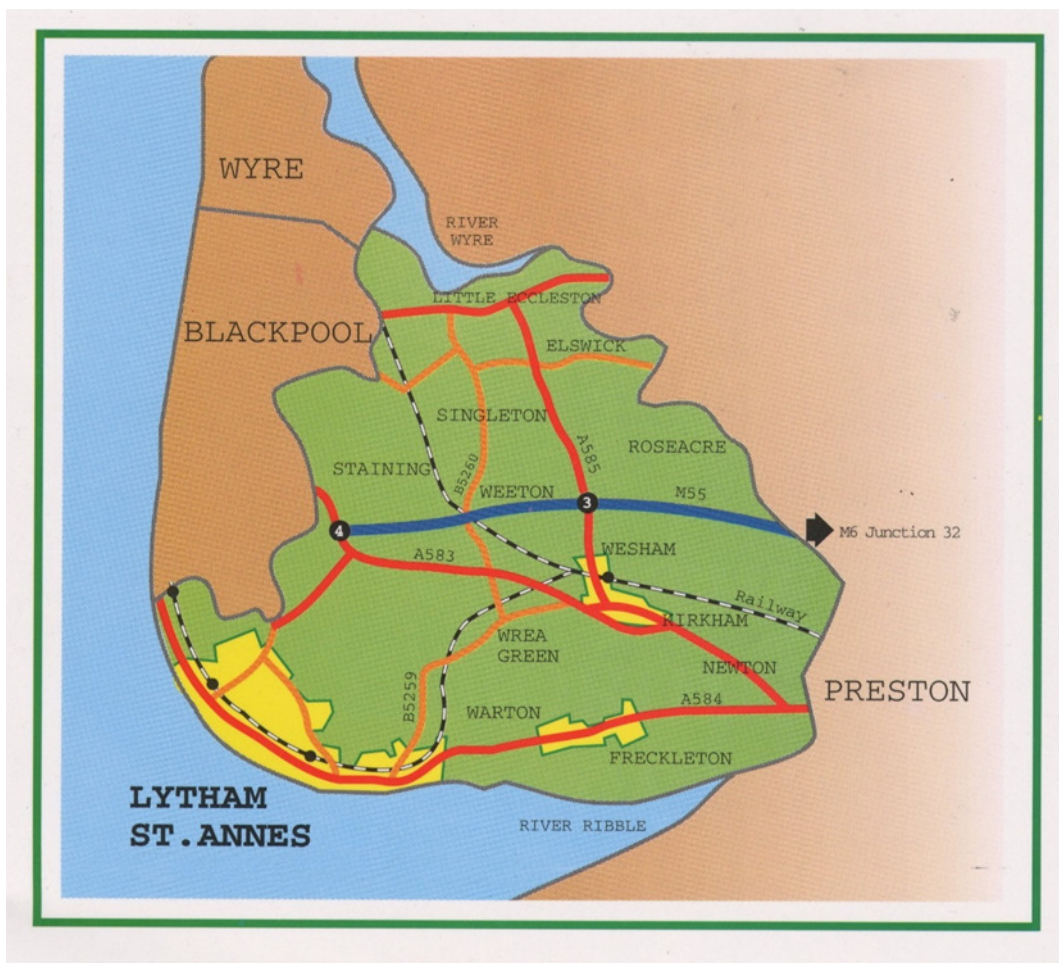 WYRE
RIVER
WYRE
LITTLE ECCLESTON
BLACKPOOL
ELSWICK
SINGLETON
A585
ROSEACRE
STAINING
B5260
WEETON
3
M55
4
M6 Junction 32
A583
WESHAM
Railway
KIRKHAM
WREA
GREEN
NEWTON
B5259
A584
PRESTON
WARTON
FRECKLETON
LYTHAM
ST.ANNES
RIVER RIBBLE